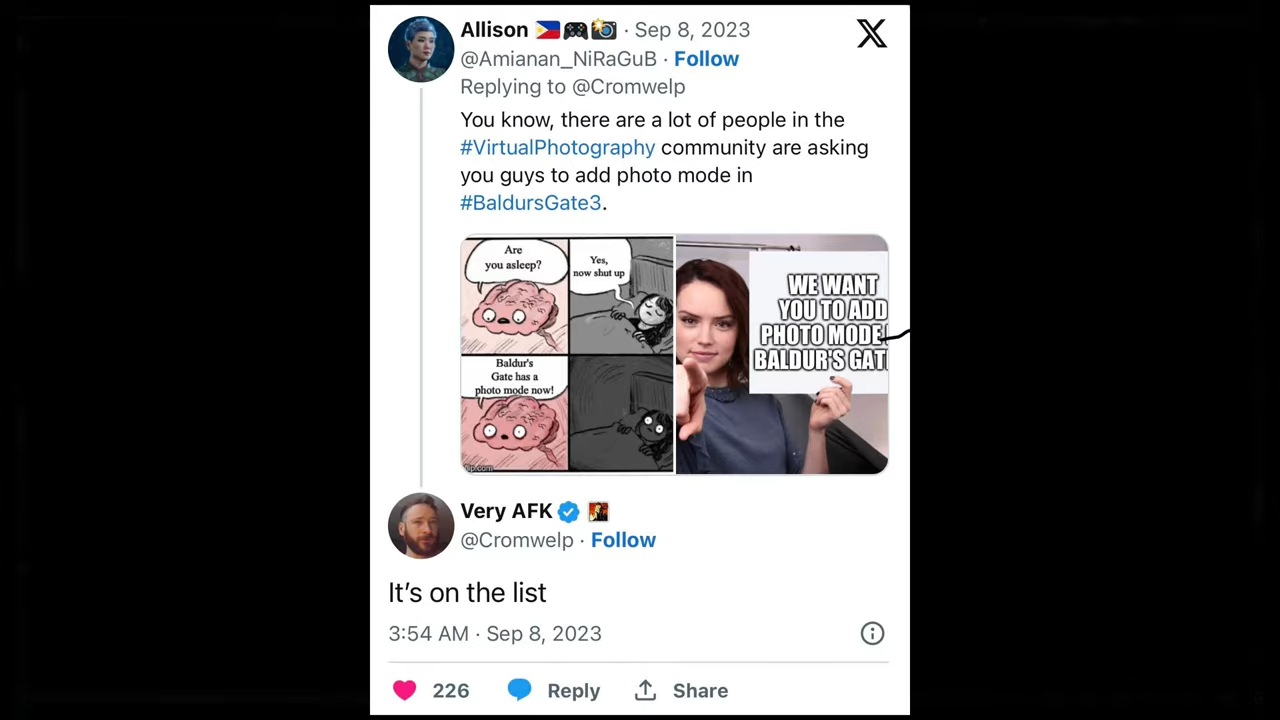 Allison 🇵🇭🎮📸 · Sep 8, 2023
@Amianan_NiRaGuB · Follow
Replying to @Cromwelp
You know, there are a lot of people in the
#VirtualPhotography community are asking
you guys to add photo mode in
#BaldursGate3.
Are
you asleep?
Yes,
now shut up
Baldur's
Gate has a
photo mode now!
WE WANT
YOU TO ADD
PHOTO MODE
BALDUR'S GAT
Very AFK
@Cromwelp · Follow
It's on the list
3:54 AM · Sep 8, 2023
226 Reply Share